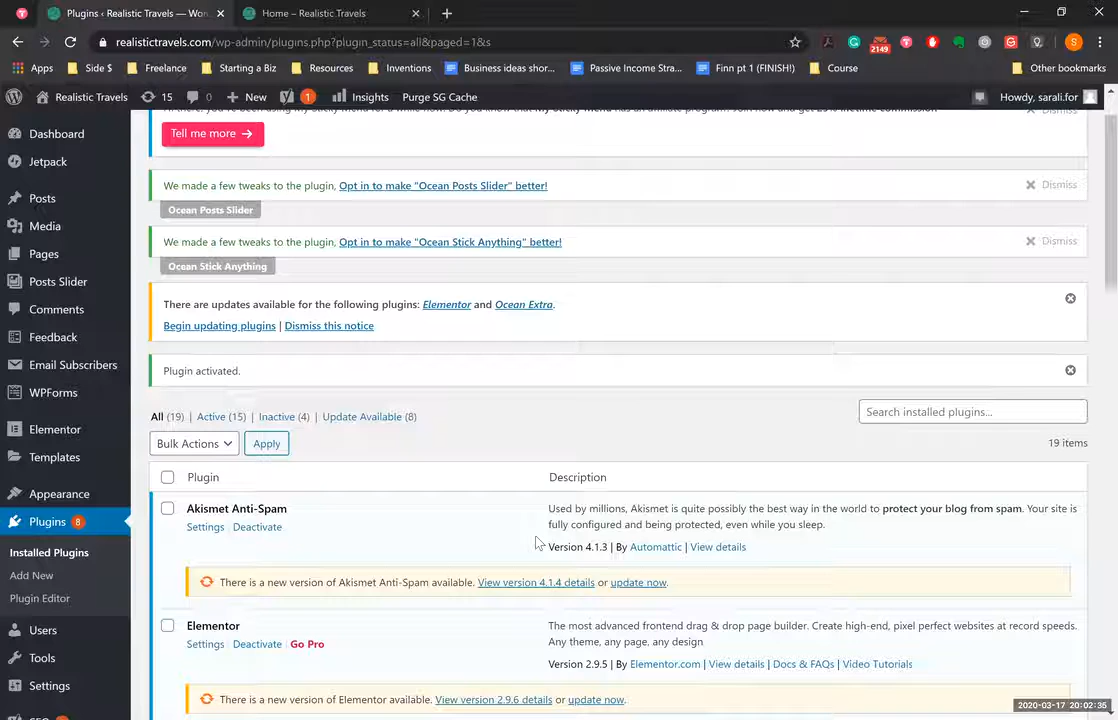 Plugins ‹ Realistic Travels — Wor
Home – Realistic Travels
realistictravels.com/wp-admin/plugins.php?plugin_status=all&paged=1&s
2149
S
Apps
Side $
Freelance
Starting a Biz
Resources
Inventions
Business ideas shor...
Passive Income Stra...
Finn pt 1 (FINISH!)
Course
Other bookmarks
Realistic Travels
15
0
New
1
Insights
Purge SG Cache
Howdy, sarali.for
Dismiss
Tell me more →
We made a few tweaks to the plugin, Opt in to make "Ocean Posts Slider" better!
Dismiss
Ocean Posts Slider
We made a few tweaks to the plugin, Opt in to make "Ocean Stick Anything" better!
Dismiss
Ocean Stick Anything
There are updates available for the following plugins: Elementor and Ocean Extra.
Begin updating plugins | Dismiss this notice
Plugin activated.
All (19) | Active (15) | Inactive (4) | Update Available (8)
Search installed plugins...
Bulk Actions
Apply
19 items
Plugin
Description
Akismet Anti-Spam
Settings | Deactivate
Used by millions, Akismet is quite possibly the best way in the world to protect your blog from spam. Your site is
fully configured and being protected, even while you sleep.
Version 4.1.3 | By Automattic | View details
There is a new version of Akismet Anti-Spam available. View version 4.1.4 details or update now.
Elementor
Settings | Deactivate | Go Pro
The most advanced frontend drag & drop page builder. Create high-end, pixel perfect websites at record speeds.
Any theme, any page, any design
Version 2.9.5 | By Elementor.com | View details | Docs & FAQs | Video Tutorials
There is a new version of Elementor available. View version 2.9.6 details or update now.
Dashboard
Jetpack
Posts
Media
Pages
Posts Slider
Comments
Feedback
Email Subscribers
WPForms
Elementor
Templates
Appearance
Plugins 8
Installed Plugins
Add New
Plugin Editor
Users
Tools
Settings
2020-03-17 20:02:35